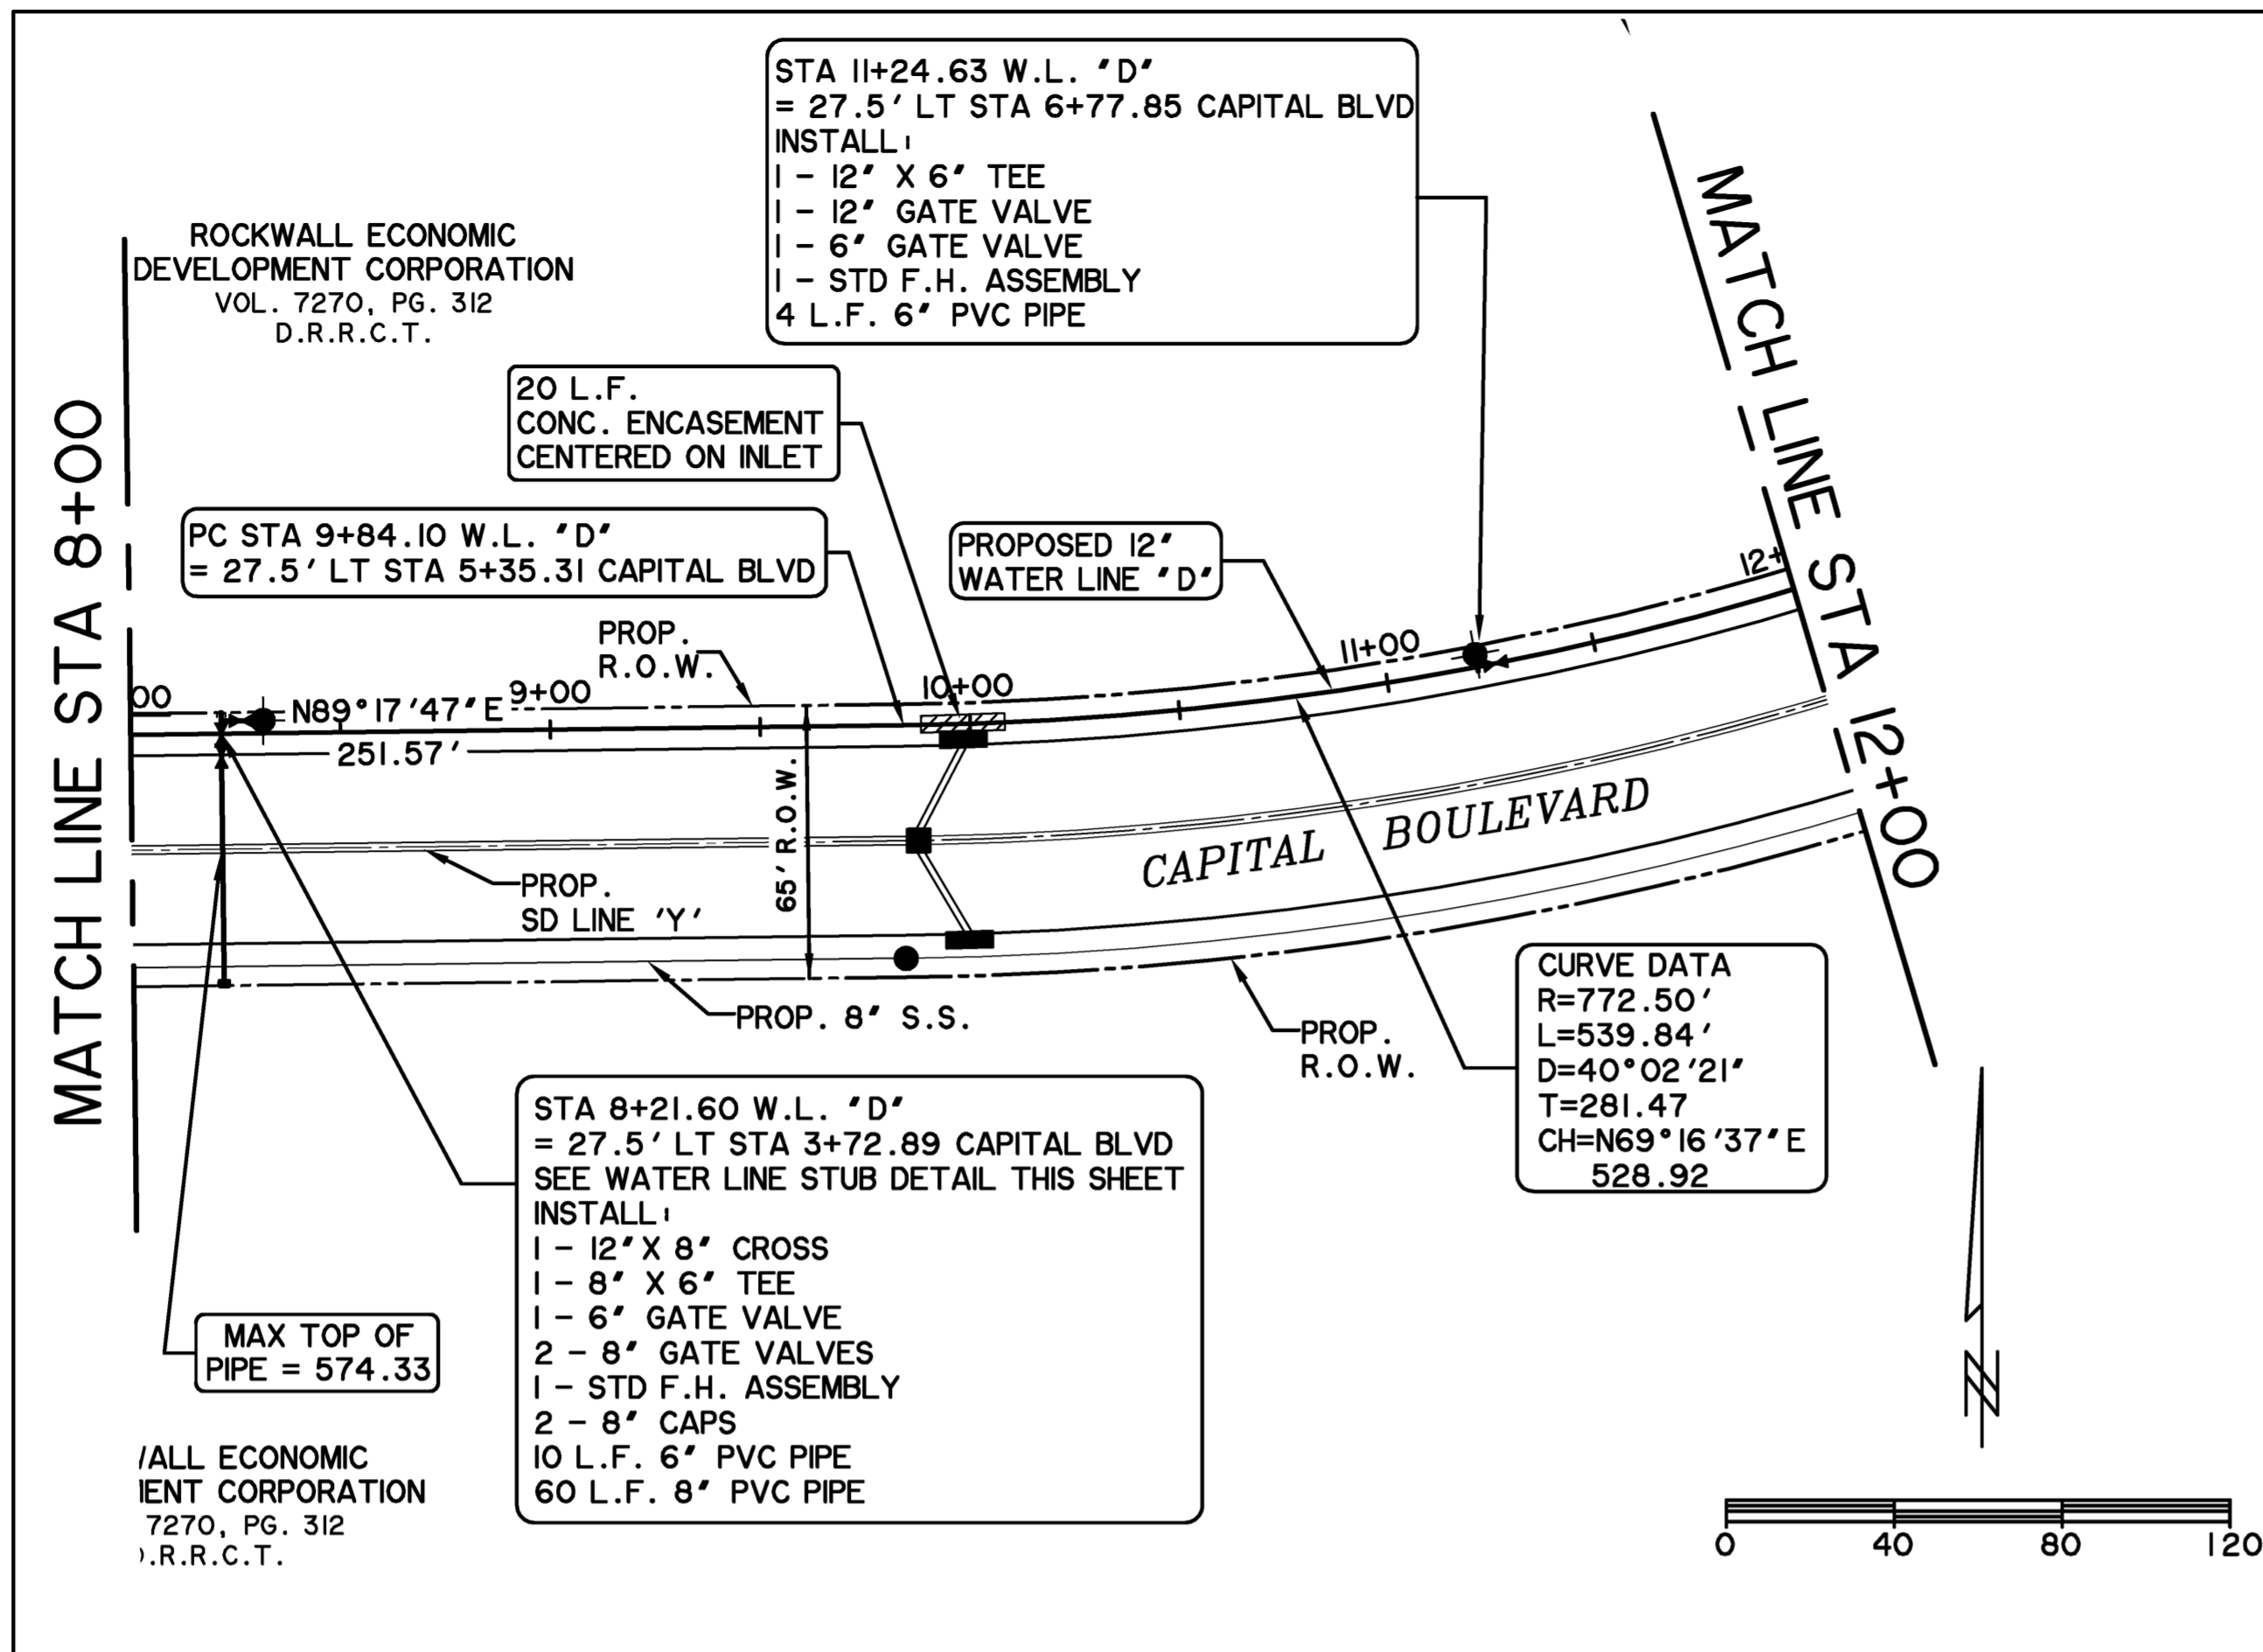 STA 11+24.63 W.L. "D"
= 27.5' LT STA 6+77.85 CAPITAL BLVD
INSTALL:
1 - 12" X 6" TEE
1 - 12" GATE VALVE
1 - 6" GATE VALVE
1 - STD F.H. ASSEMBLY
4 L.F. 6" PVC PIPE
ROCKWALL ECONOMIC
DEVELOPMENT CORPORATION
VOL. 7270, PG. 312
D.R.R.C.T.
20 L.F.
CONC. ENCASEMENT
CENTERED ON INLET
PC STA 9+84.10 W.L. "D"
= 27.5' LT STA 5+35.31 CAPITAL BLVD
PROPOSED 12"
WATER LINE "D"
MATCH LINE STA 8+00
MATCH LINE STA 12+00
PROP.
R.O.W.
00
N89°17'47"E
9+00
10+00
11+00
12+
251.57'
65' R.O.W.
CAPITAL BOULEVARD
PROP.
SD LINE 'Y'
PROP. 8" S.S.
PROP.
R.O.W.
CURVE DATA
R=772.50'
L=539.84'
D=40°02'21"
T=281.47
CH=N69°16'37"E
528.92
STA 8+21.60 W.L. "D"
= 27.5' LT STA 3+72.89 CAPITAL BLVD
SEE WATER LINE STUB DETAIL THIS SHEET
INSTALL:
1 - 12"X 8" CROSS
1 - 8" X 6" TEE
1 - 6" GATE VALVE
2 - 8" GATE VALVES
1 - STD F.H. ASSEMBLY
2 - 8" CAPS
10 L.F. 6" PVC PIPE
60 L.F. 8" PVC PIPE
MAX TOP OF
PIPE = 574.33
ALL ECONOMIC
ENT CORPORATION
7270, PG. 312
.R.R.C.T.
N
0 40 80 120